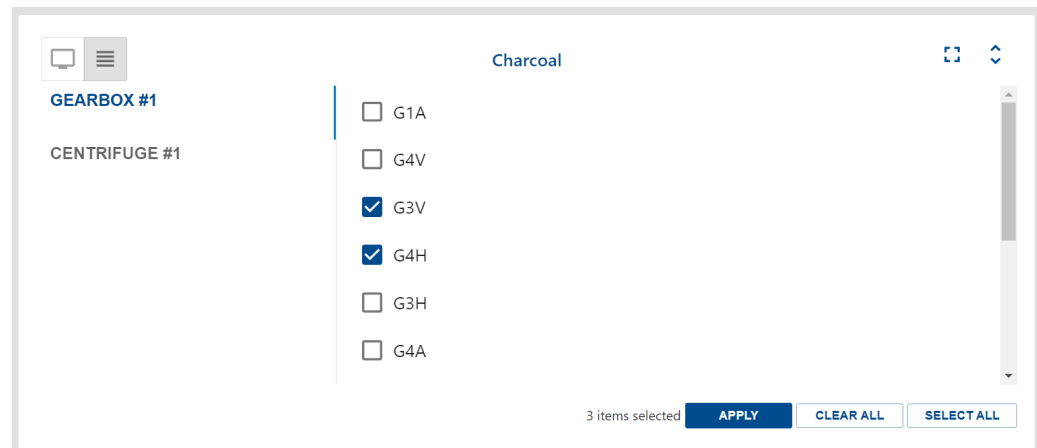 Charcoal
GEARBOX #1
CENTRIFUGE #1
G1A
G4V
G3V
G4H
G3H
G4A
3 items selected APPLY CLEAR ALL SELECT ALL